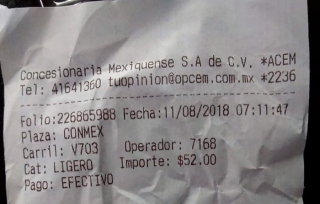 Concesionaria Mexiquense S.A de C.V. *ACEM
Tel: 41641360 tuopinion@opcem.com.mx *2236
Folio:226865988 Fecha:11/08/2018 07:11:47
Plaza: CONMEX
Carril: V703 Operador: 7168
Cat: LIGERO Importe: $52.00
Pago: EFECTIVO